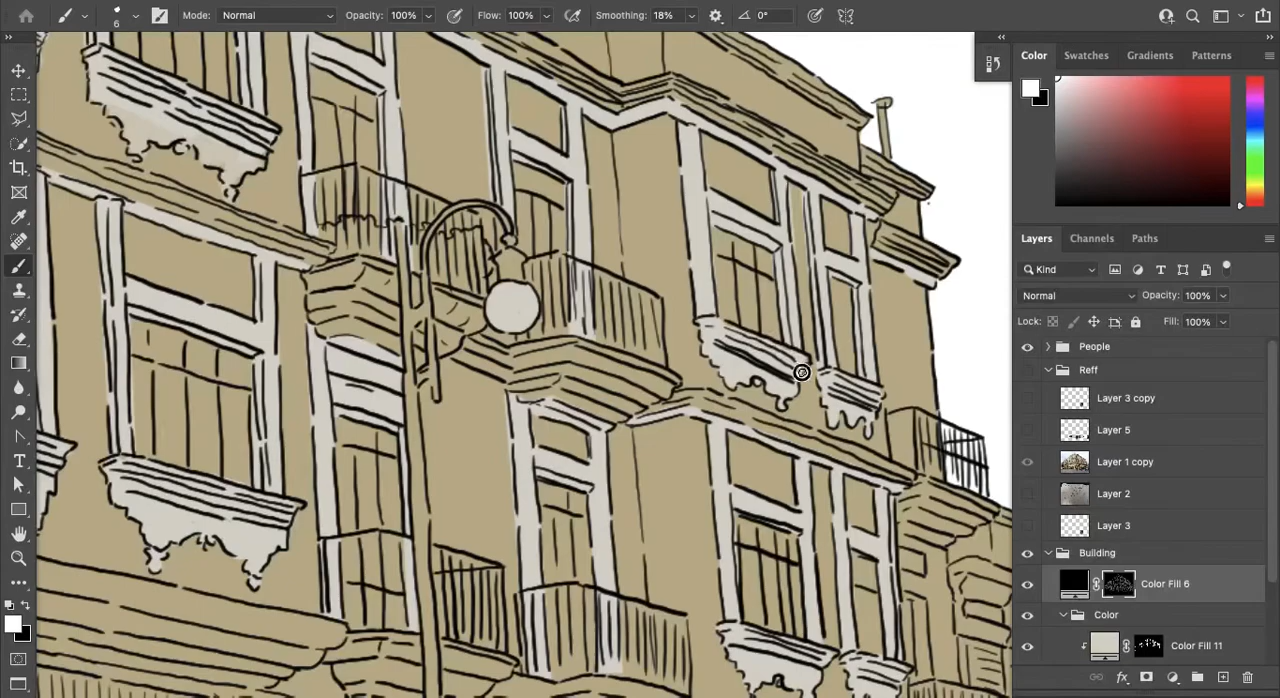 6 Mode: Normal Opacity: 100% Flow: 100% Smoothing: 18% 0°
Color Swatches Gradients Patterns
Layers Channels Paths
Kind
Normal Opacity: 100%
Lock: Fill: 100%
People
Reff
Layer 3 copy
Layer 5
Layer 1 copy
Layer 2
Layer 3
Building
Color Fill 6
Color
Color Fill 11